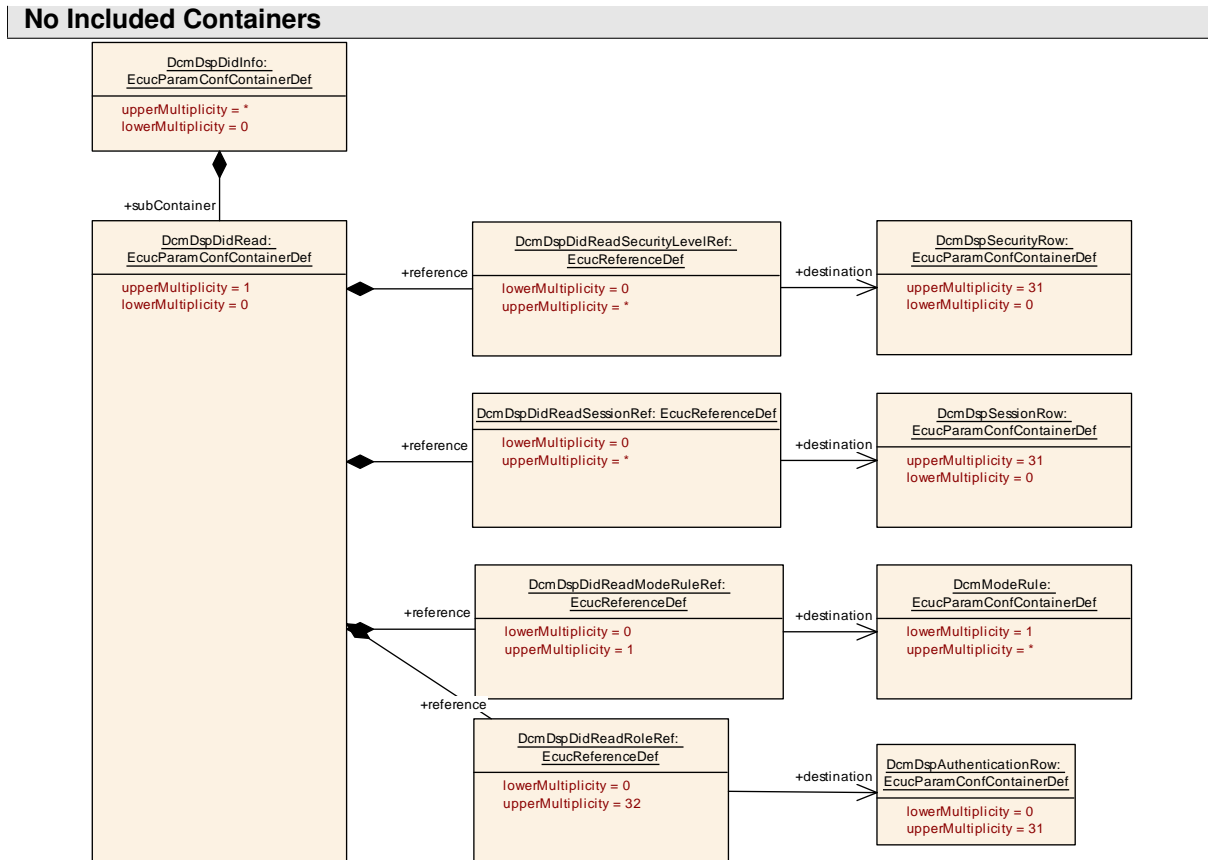 No Included Containers
DcmDspDidInfo:
EcucParamConfContainerDef
upperMultiplicity = *
lowerMultiplicity = 0
+subContainer
DcmDspDidRead:
EcucParamConfContainerDef
upperMultiplicity = 1
lowerMultiplicity = 0
+reference
DcmDspDidReadSecurityLevelRef:
EcucReferenceDef
lowerMultiplicity = 0
upperMultiplicity = *
+destination
DcmDspSecurityRow:
EcucParamConfContainerDef
upperMultiplicity = 31
lowerMultiplicity = 0
+reference
DcmDspDidReadSessionRef: EcucReferenceDef
lowerMultiplicity = 0
upperMultiplicity = *
+destination
DcmDspSessionRow:
EcucParamConfContainerDef
upperMultiplicity = 31
lowerMultiplicity = 0
+reference
DcmDspDidReadModeRuleRef:
EcucReferenceDef
lowerMultiplicity = 0
upperMultiplicity = 1
+destination
DcmModeRule:
EcucParamConfContainerDef
lowerMultiplicity = 1
upperMultiplicity = *
+reference
DcmDspDidReadRoleRef:
EcucReferenceDef
lowerMultiplicity = 0
upperMultiplicity = 32
+destination
DcmDspAuthenticationRow:
EcucParamConfContainerDef
lowerMultiplicity = 0
upperMultiplicity = 31